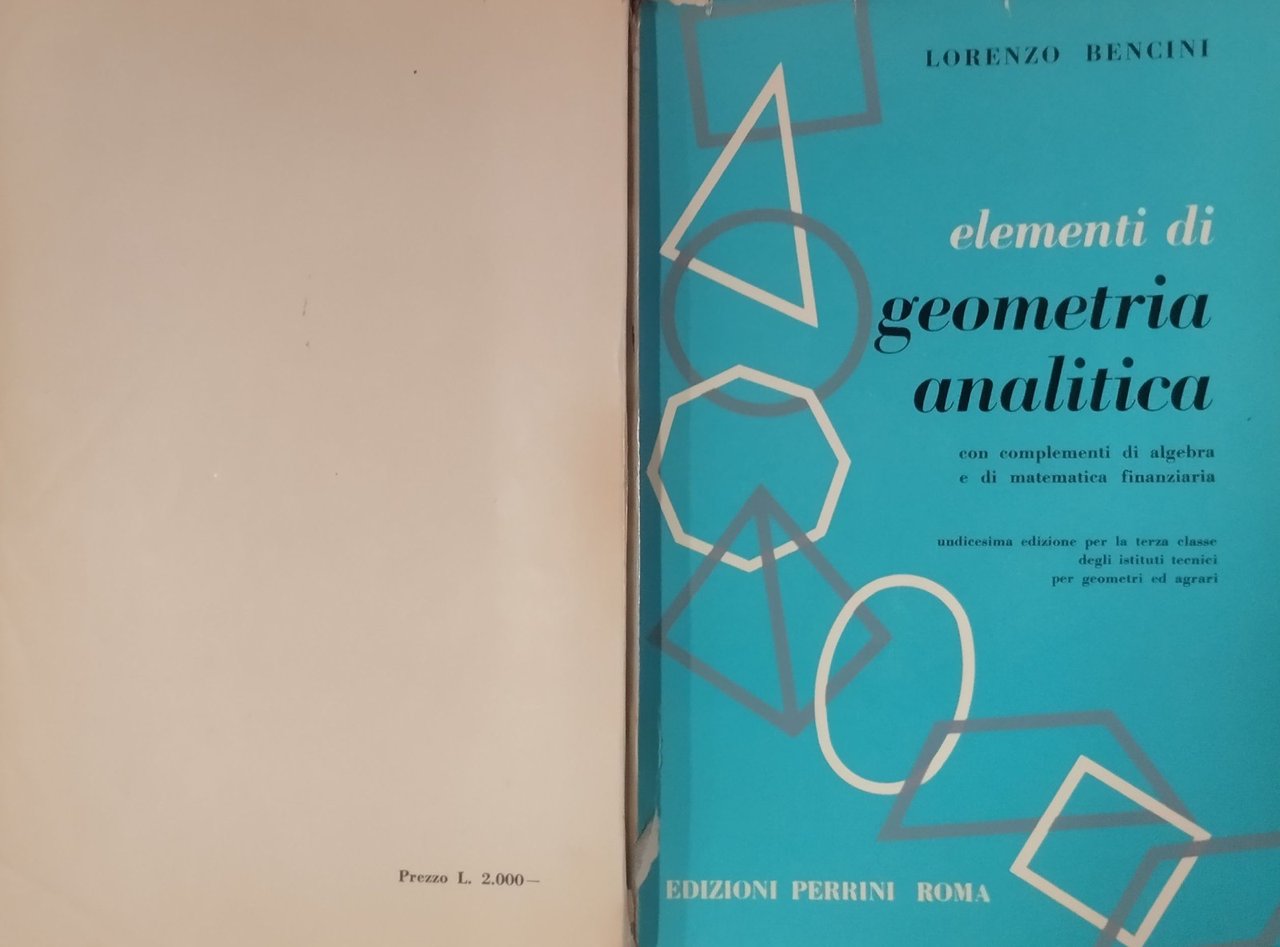 Prezzo L. 2.000—
LORENZO BENCINI
elementi di
geometria
analitica
con complementi di algebra
e di matematica finanziaria
undicesima edizione per la terza classe
degli istituti tecnici
per geometri ed agrari
EDIZIONI PERRINI ROMA